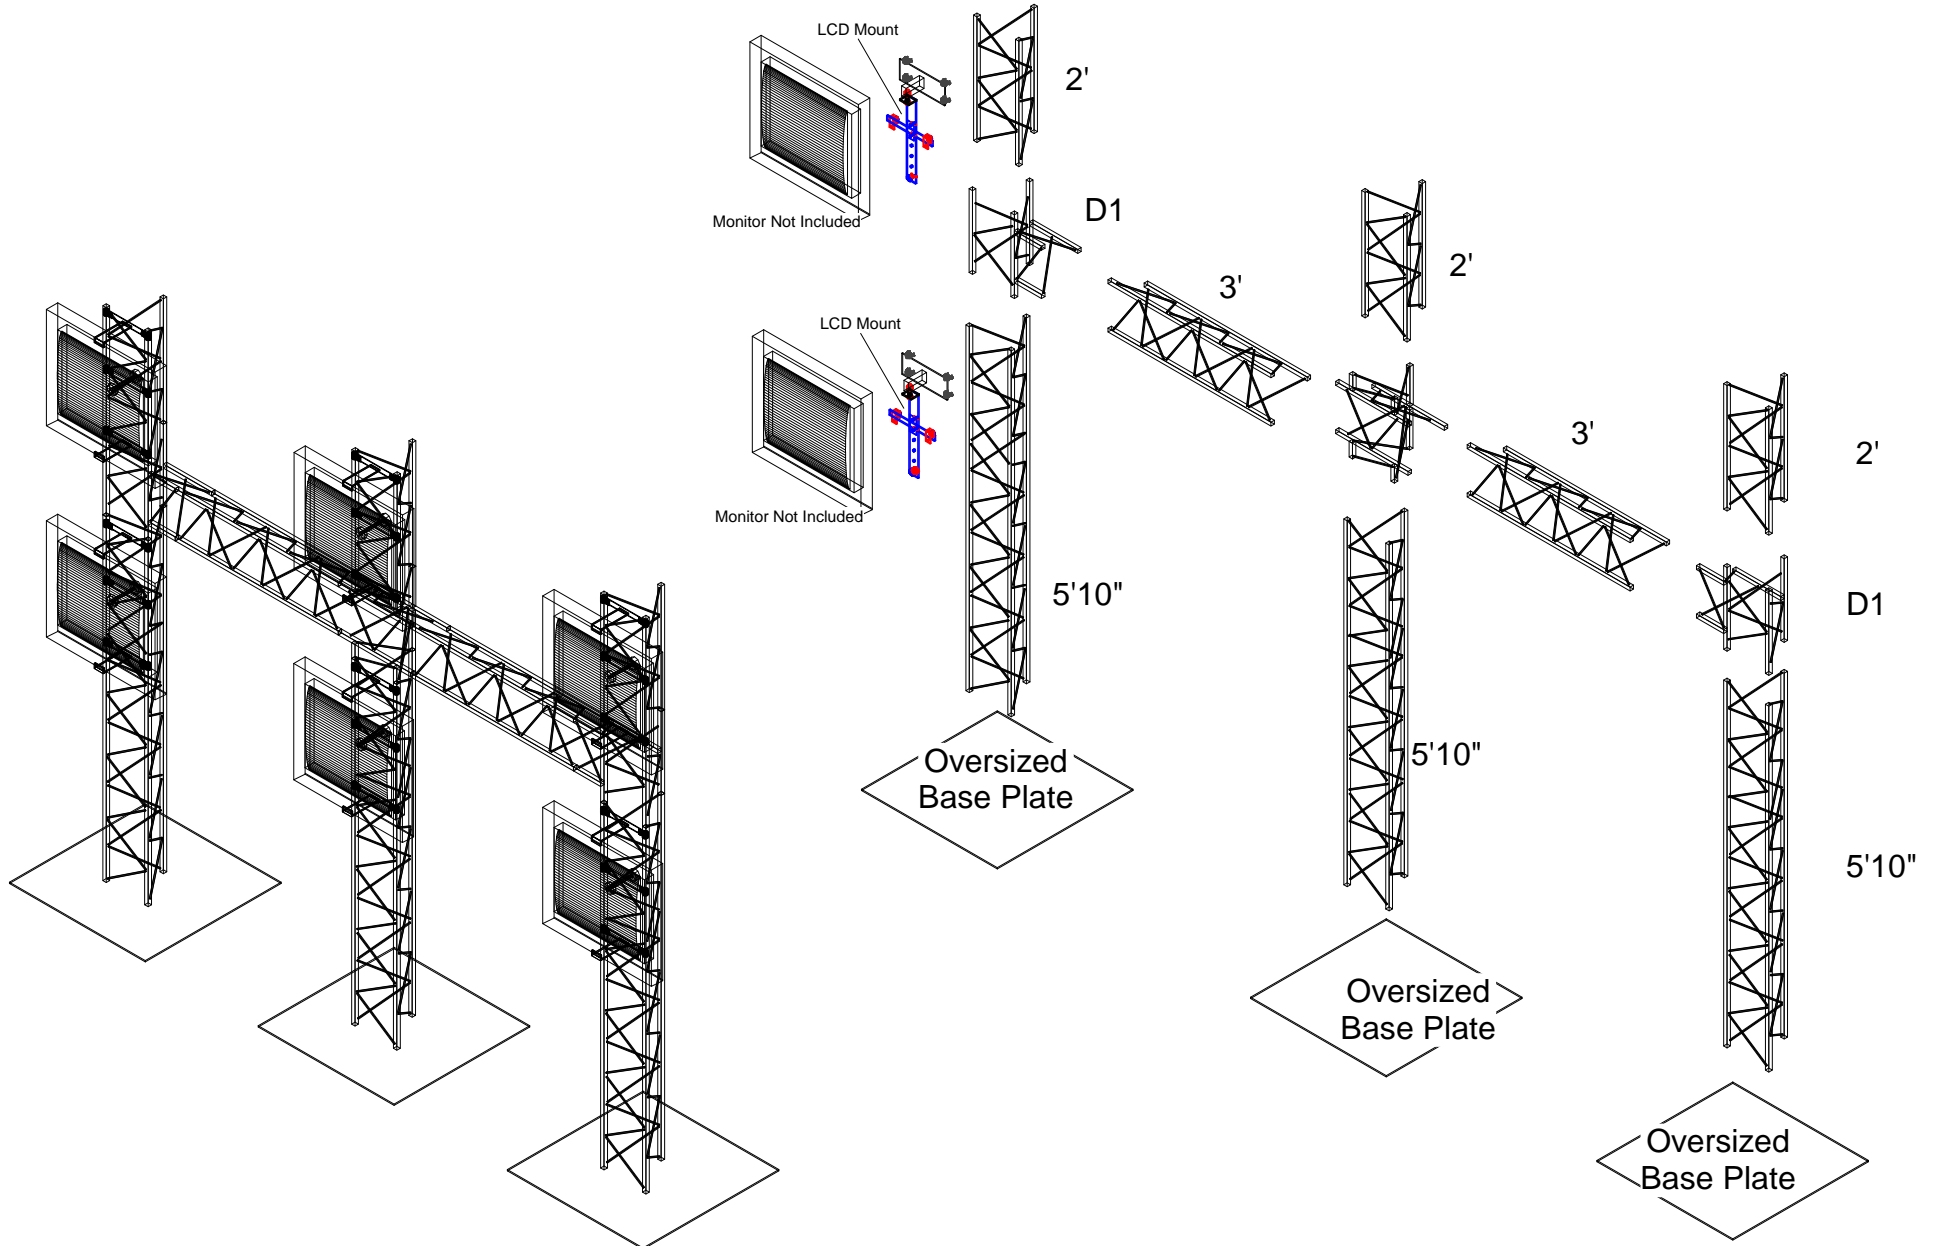 LCD Mount
2'
Monitor Not Included
D1
3'
2'
LCD Mount
Monitor Not Included
5'10"
Oversized
Base Plate
3'
2'
D1
5'10"
Oversized
Base Plate
5'10"
Oversized
Base Plate